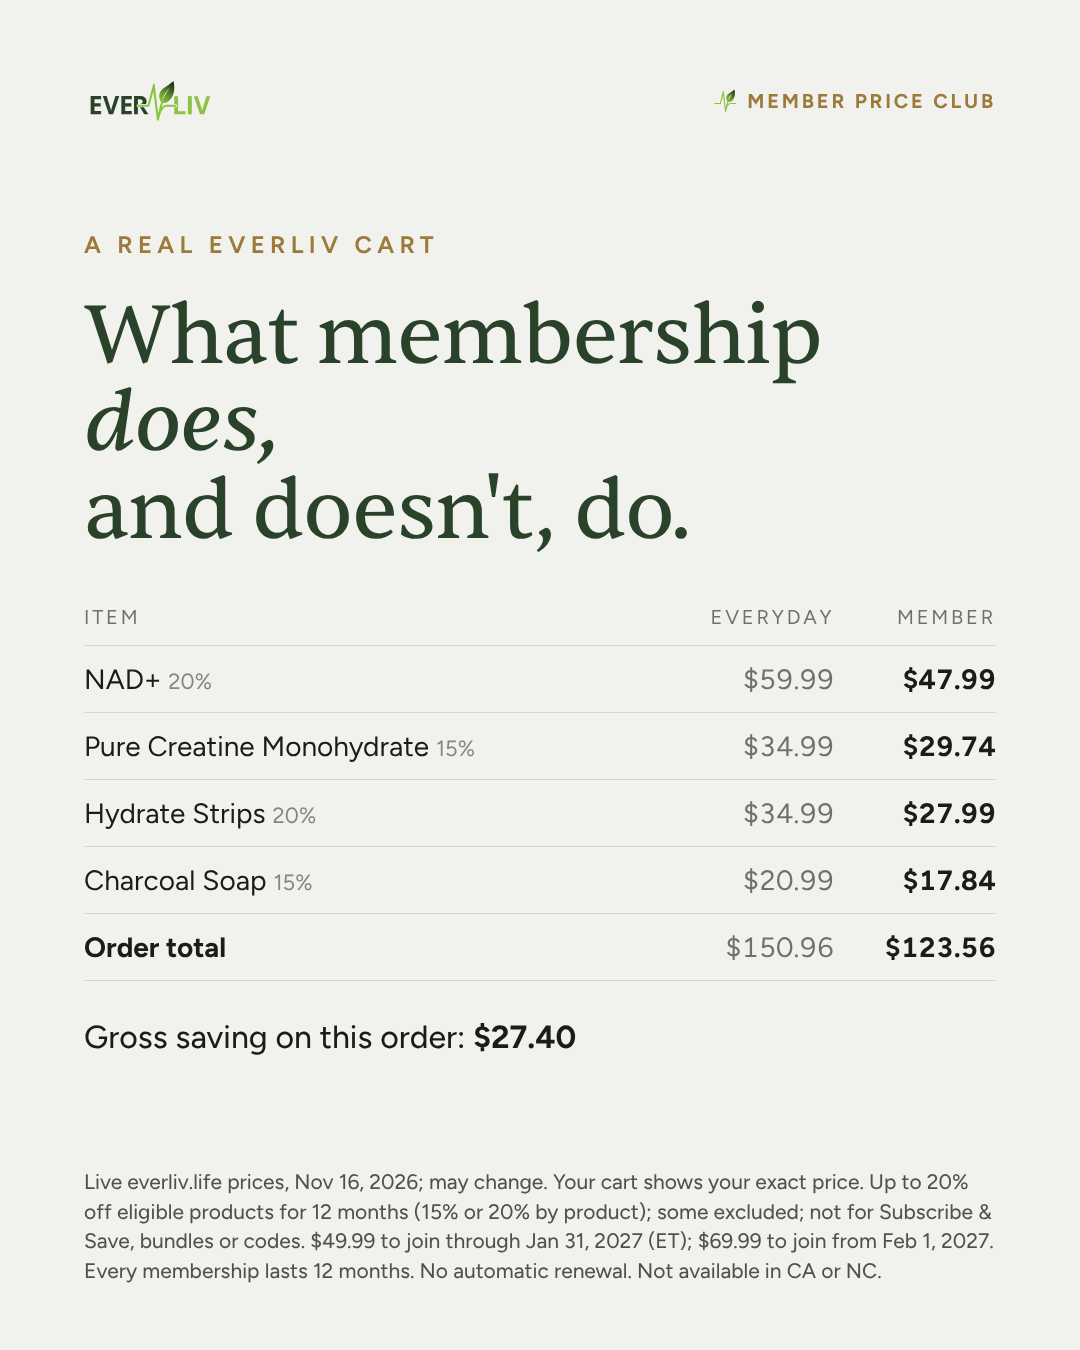 EVERLIV
MEMBER PRICE CLUB
A REAL EVERLIV CART
What membership
does,
and doesn't, do.
ITEM EVERYDAY MEMBER
NAD+ 20% $59.99 $47.99
Pure Creatine Monohydrate 15% $34.99 $29.74
Hydrate Strips 20% $34.99 $27.99
Charcoal Soap 15% $20.99 $17.84
Order total $150.96 $123.56
Gross saving on this order: $27.40
Live everliv.life prices, Nov 16, 2026; may change. Your cart shows your exact price. Up to 20%
off eligible products for 12 months (15% or 20% by product); some excluded; not for Subscribe &
Save, bundles or codes. $49.99 to join through Jan 31, 2027 (ET); $69.99 to join from Feb 1, 2027.
Every membership lasts 12 months. No automatic renewal. Not available in CA or NC.